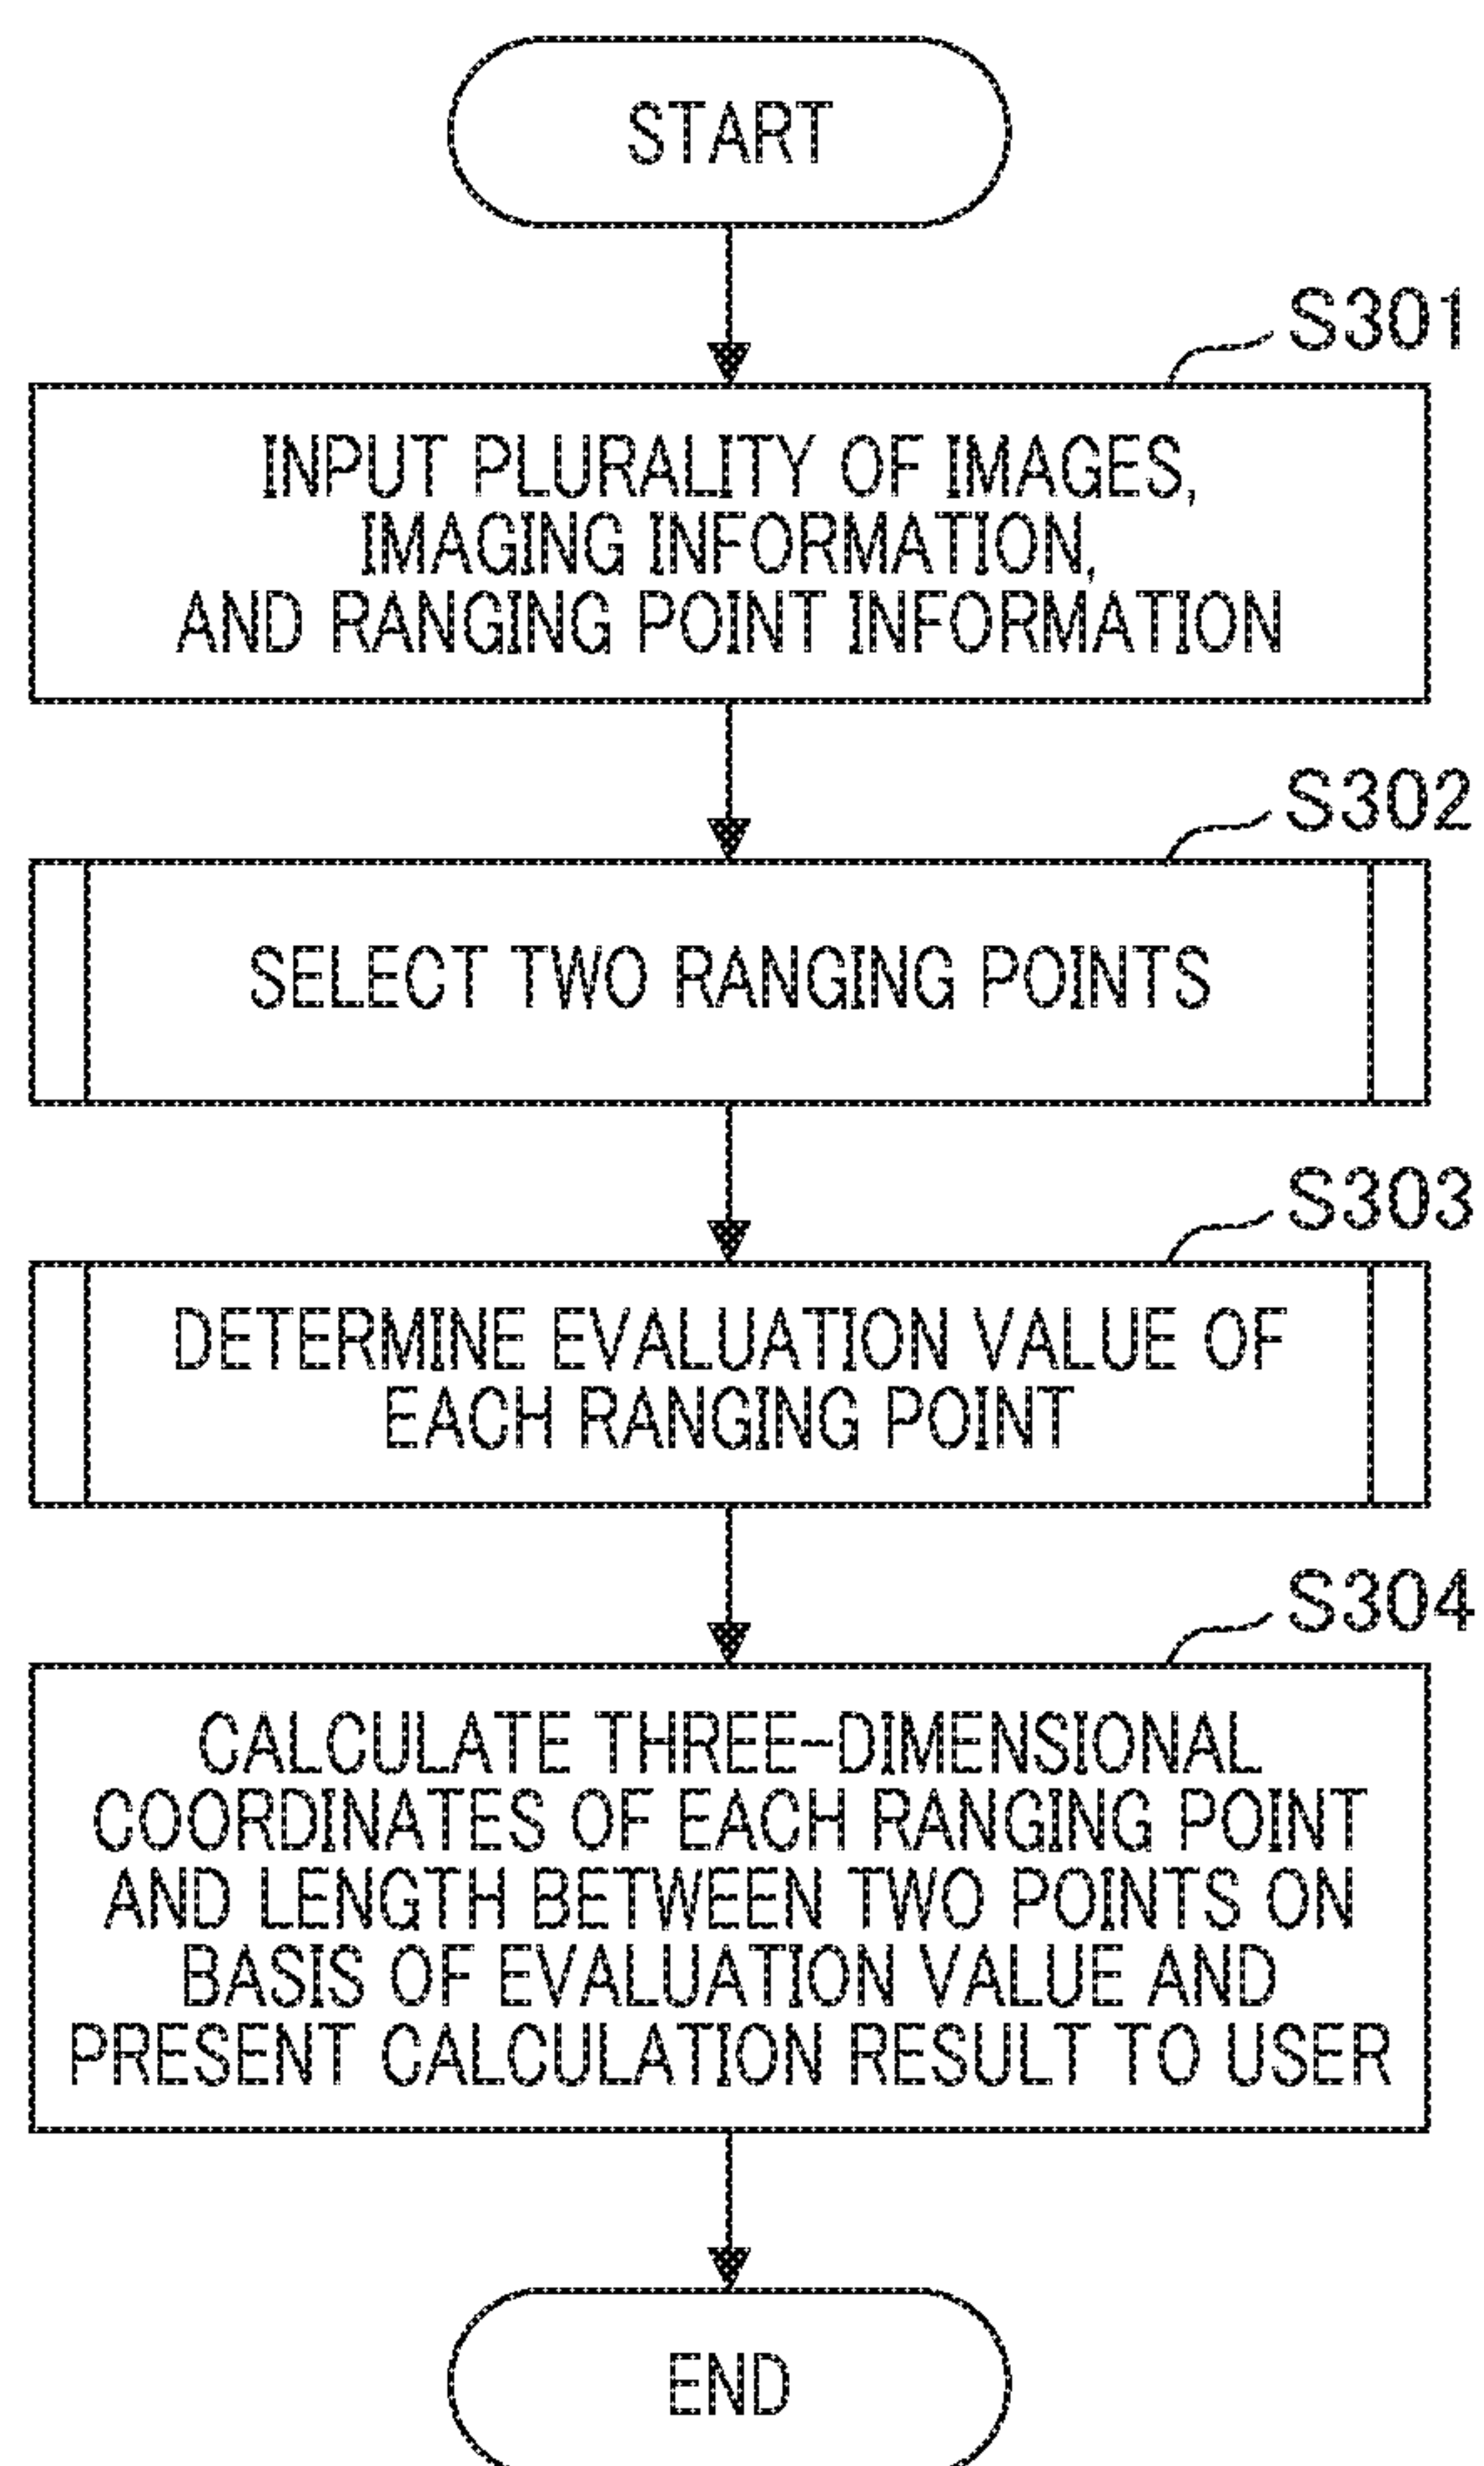 START
S301
INPUT PLURALITY OF IMAGES,
IMAGING INFORMATION,
AND RANGING POINT INFORMATION
S302
SELECT TWO RANGING POINTS
S303
DETERMINE EVALUATION VALUE OF
EACH RANGING POINT
S304
CALCULATE THREE-DIMENSIONAL
COORDINATES OF EACH RANGING POINT
AND LENGTH BETWEEN TWO POINTS ON
BASIS OF EVALUATION VALUE AND
PRESENT CALCULATION RESULT TO USER
END